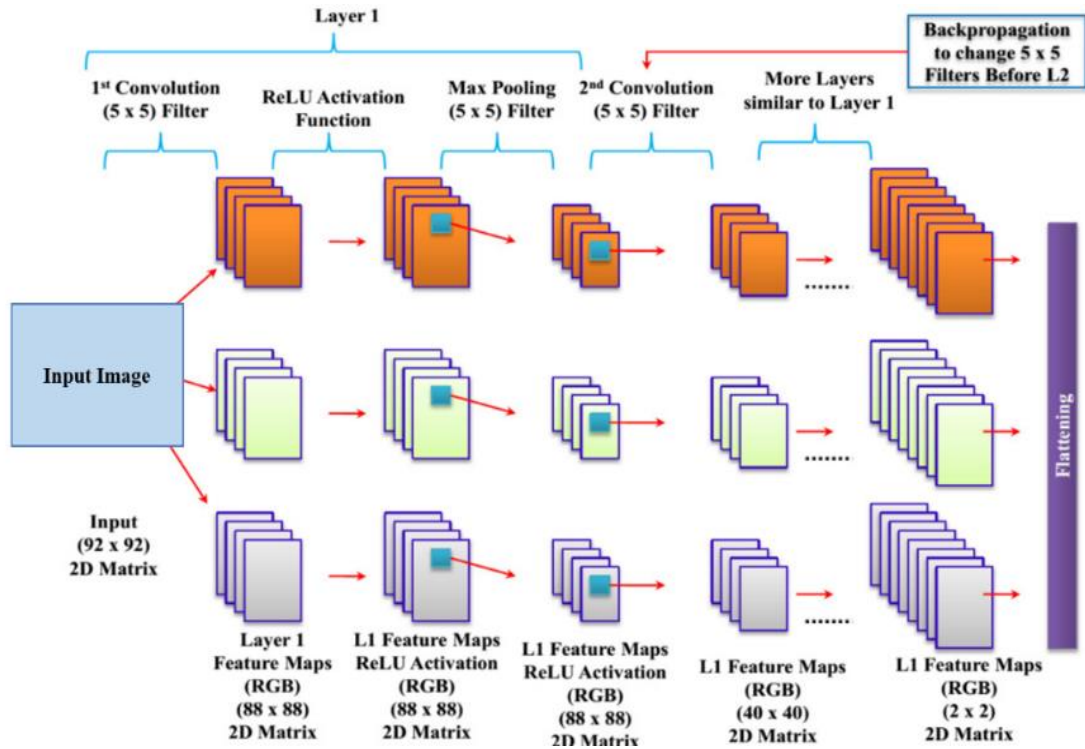 Layer 1
Backpropagation
to change 5 x 5
Filters Before L2
1st Convolution
(5 x 5) Filter
ReLU Activation
Function
Max Pooling
(5 x 5) Filter
2nd Convolution
(5 x 5) Filter
More Layers
similar to Layer 1
Input Image
........
........
........
Flattening
Input
(92 x 92)
2D Matrix
Layer 1
Feature Maps
(RGB)
(88 x 88)
2D Matrix
L1 Feature Maps
ReLU Activation
(RGB)
(88 x 88)
2D Matrix
L1 Feature Maps
ReLU Activation
(RGB)
(88 x 88)
2D Matrix
L1 Feature Maps
(RGB)
(40 x 40)
2D Matrix
L1 Feature Maps
(RGB)
(2 x 2)
2D Matrix